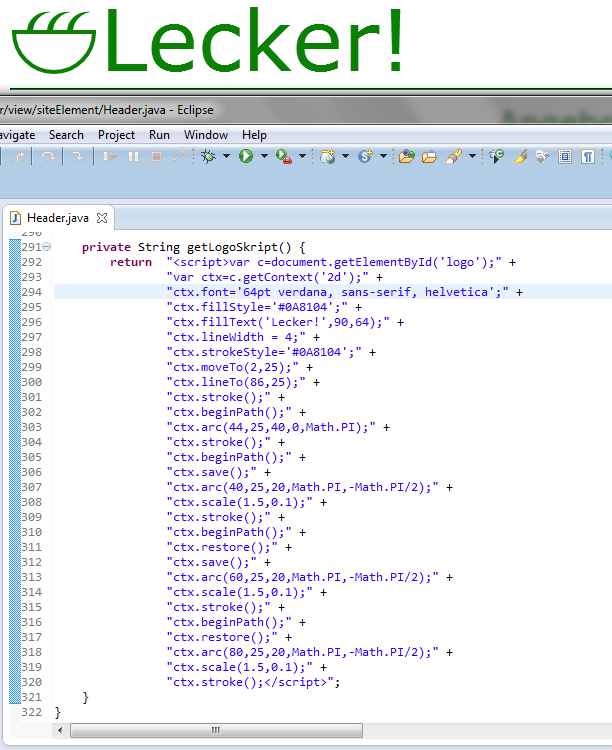 Lecker!
r/view/siteElement/Header.java - Eclipse
avigate Search Project Run Window Help
Header.java
290
291 private String getLogoSkript() {
292 return "<script>var c=document.getElementById('logo');" +
293 "var ctx=c.getContext('2d');" +
294 "ctx.font='64pt verdana, sans-serif, helvetica';" +
295 "ctx.fillStyle='#0A8104';" +
296 "ctx.fillText('Lecker!',90,64);" +
297 "ctx.lineWidth = 4;" +
298 "ctx.strokeStyle='#0A8104';" +
299 "ctx.moveTo(2,25);" +
300 "ctx.lineTo(86,25);" +
301 "ctx.stroke();" +
302 "ctx.beginPath();" +
303 "ctx.arc(44,25,40,0,Math.PI);" +
304 "ctx.stroke();" +
305 "ctx.beginPath();" +
306 "ctx.save();" +
307 "ctx.arc(40,25,20,Math.PI,-Math.PI/2);" +
308 "ctx.scale(1.5,0.1);" +
309 "ctx.stroke();" +
310 "ctx.beginPath();" +
311 "ctx.restore();" +
312 "ctx.save();" +
313 "ctx.arc(60,25,20,Math.PI,-Math.PI/2);" +
314 "ctx.scale(1.5,0.1);" +
315 "ctx.stroke();" +
316 "ctx.beginPath();" +
317 "ctx.restore();" +
318 "ctx.arc(80,25,20,Math.PI,-Math.PI/2);" +
319 "ctx.scale(1.5,0.1);" +
320 "ctx.stroke();</script>";
321 }
322 }